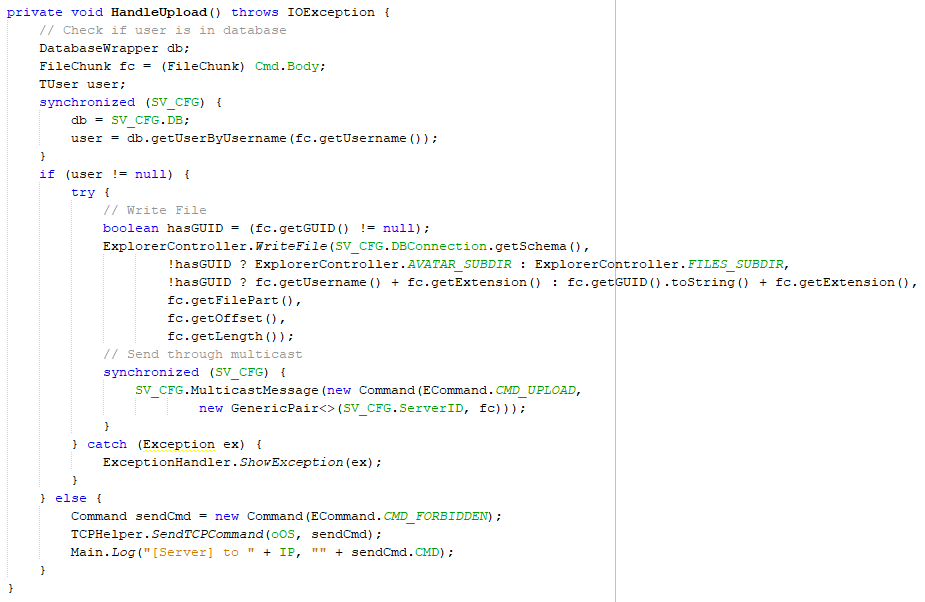 private void HandleUpload() throws IOException {
// Check if user is in database
DatabaseWrapper db;
FileChunk fc = (FileChunk) Cmd.Body;
TUser user;
synchronized (SV_CFG) {
db = SV_CFG.DB;
user = db.getUserByUsername(fc.getUsername());
}
if (user != null) {
try {
// Write File
boolean hasGUID = (fc.getGUID() != null);
ExplorerController.WriteFile(SV_CFG.DBConnection.getSchema(),
!hasGUID ? ExplorerController.AVATAR_SUBDIR : ExplorerController.FILES_SUBDIR,
!hasGUID ? fc.getUsername() + fc.getExtension() : fc.getGUID().toString() + fc.getExtension(),
fc.getFilePart(),
fc.getOffset(),
fc.getLength());
// Send through multicast
synchronized (SV_CFG) {
SV_CFG.MulticastMessage(new Command(ECommand.CMD_UPLOAD,
new GenericPair<>(SV_CFG.ServerID, fc)));
}
} catch (Exception ex) {
ExceptionHandler.ShowException(ex);
}
} else {
Command sendCmd = new Command(ECommand.CMD_FORBIDDEN);
TCPHelper.SendTCPCommand(oOS, sendCmd);
Main.Log("[Server] to " + IP, "" + sendCmd.CMD);
}
}